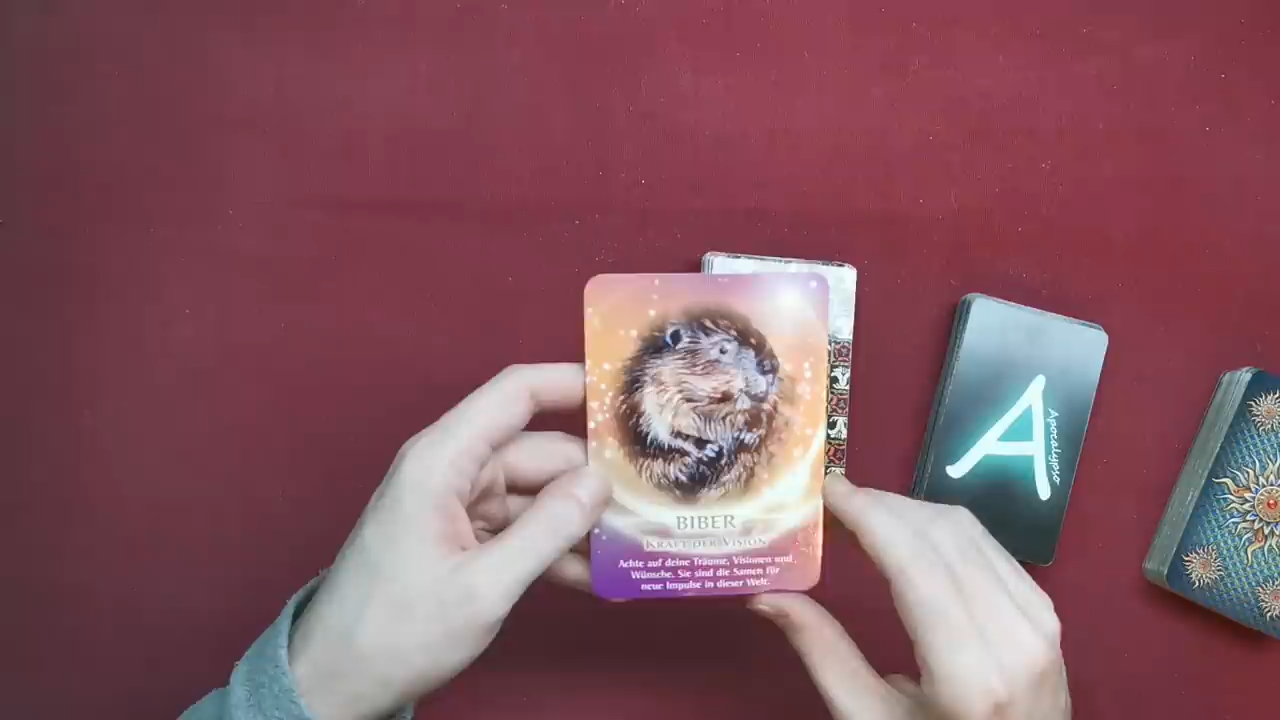 BIBER
KRAFT DER VISION
Achte auf deine Träume, Visionen und
Wünsche. Sie sind die Samen für
neue Impulse in dieser Welt.
A
Apocalypso